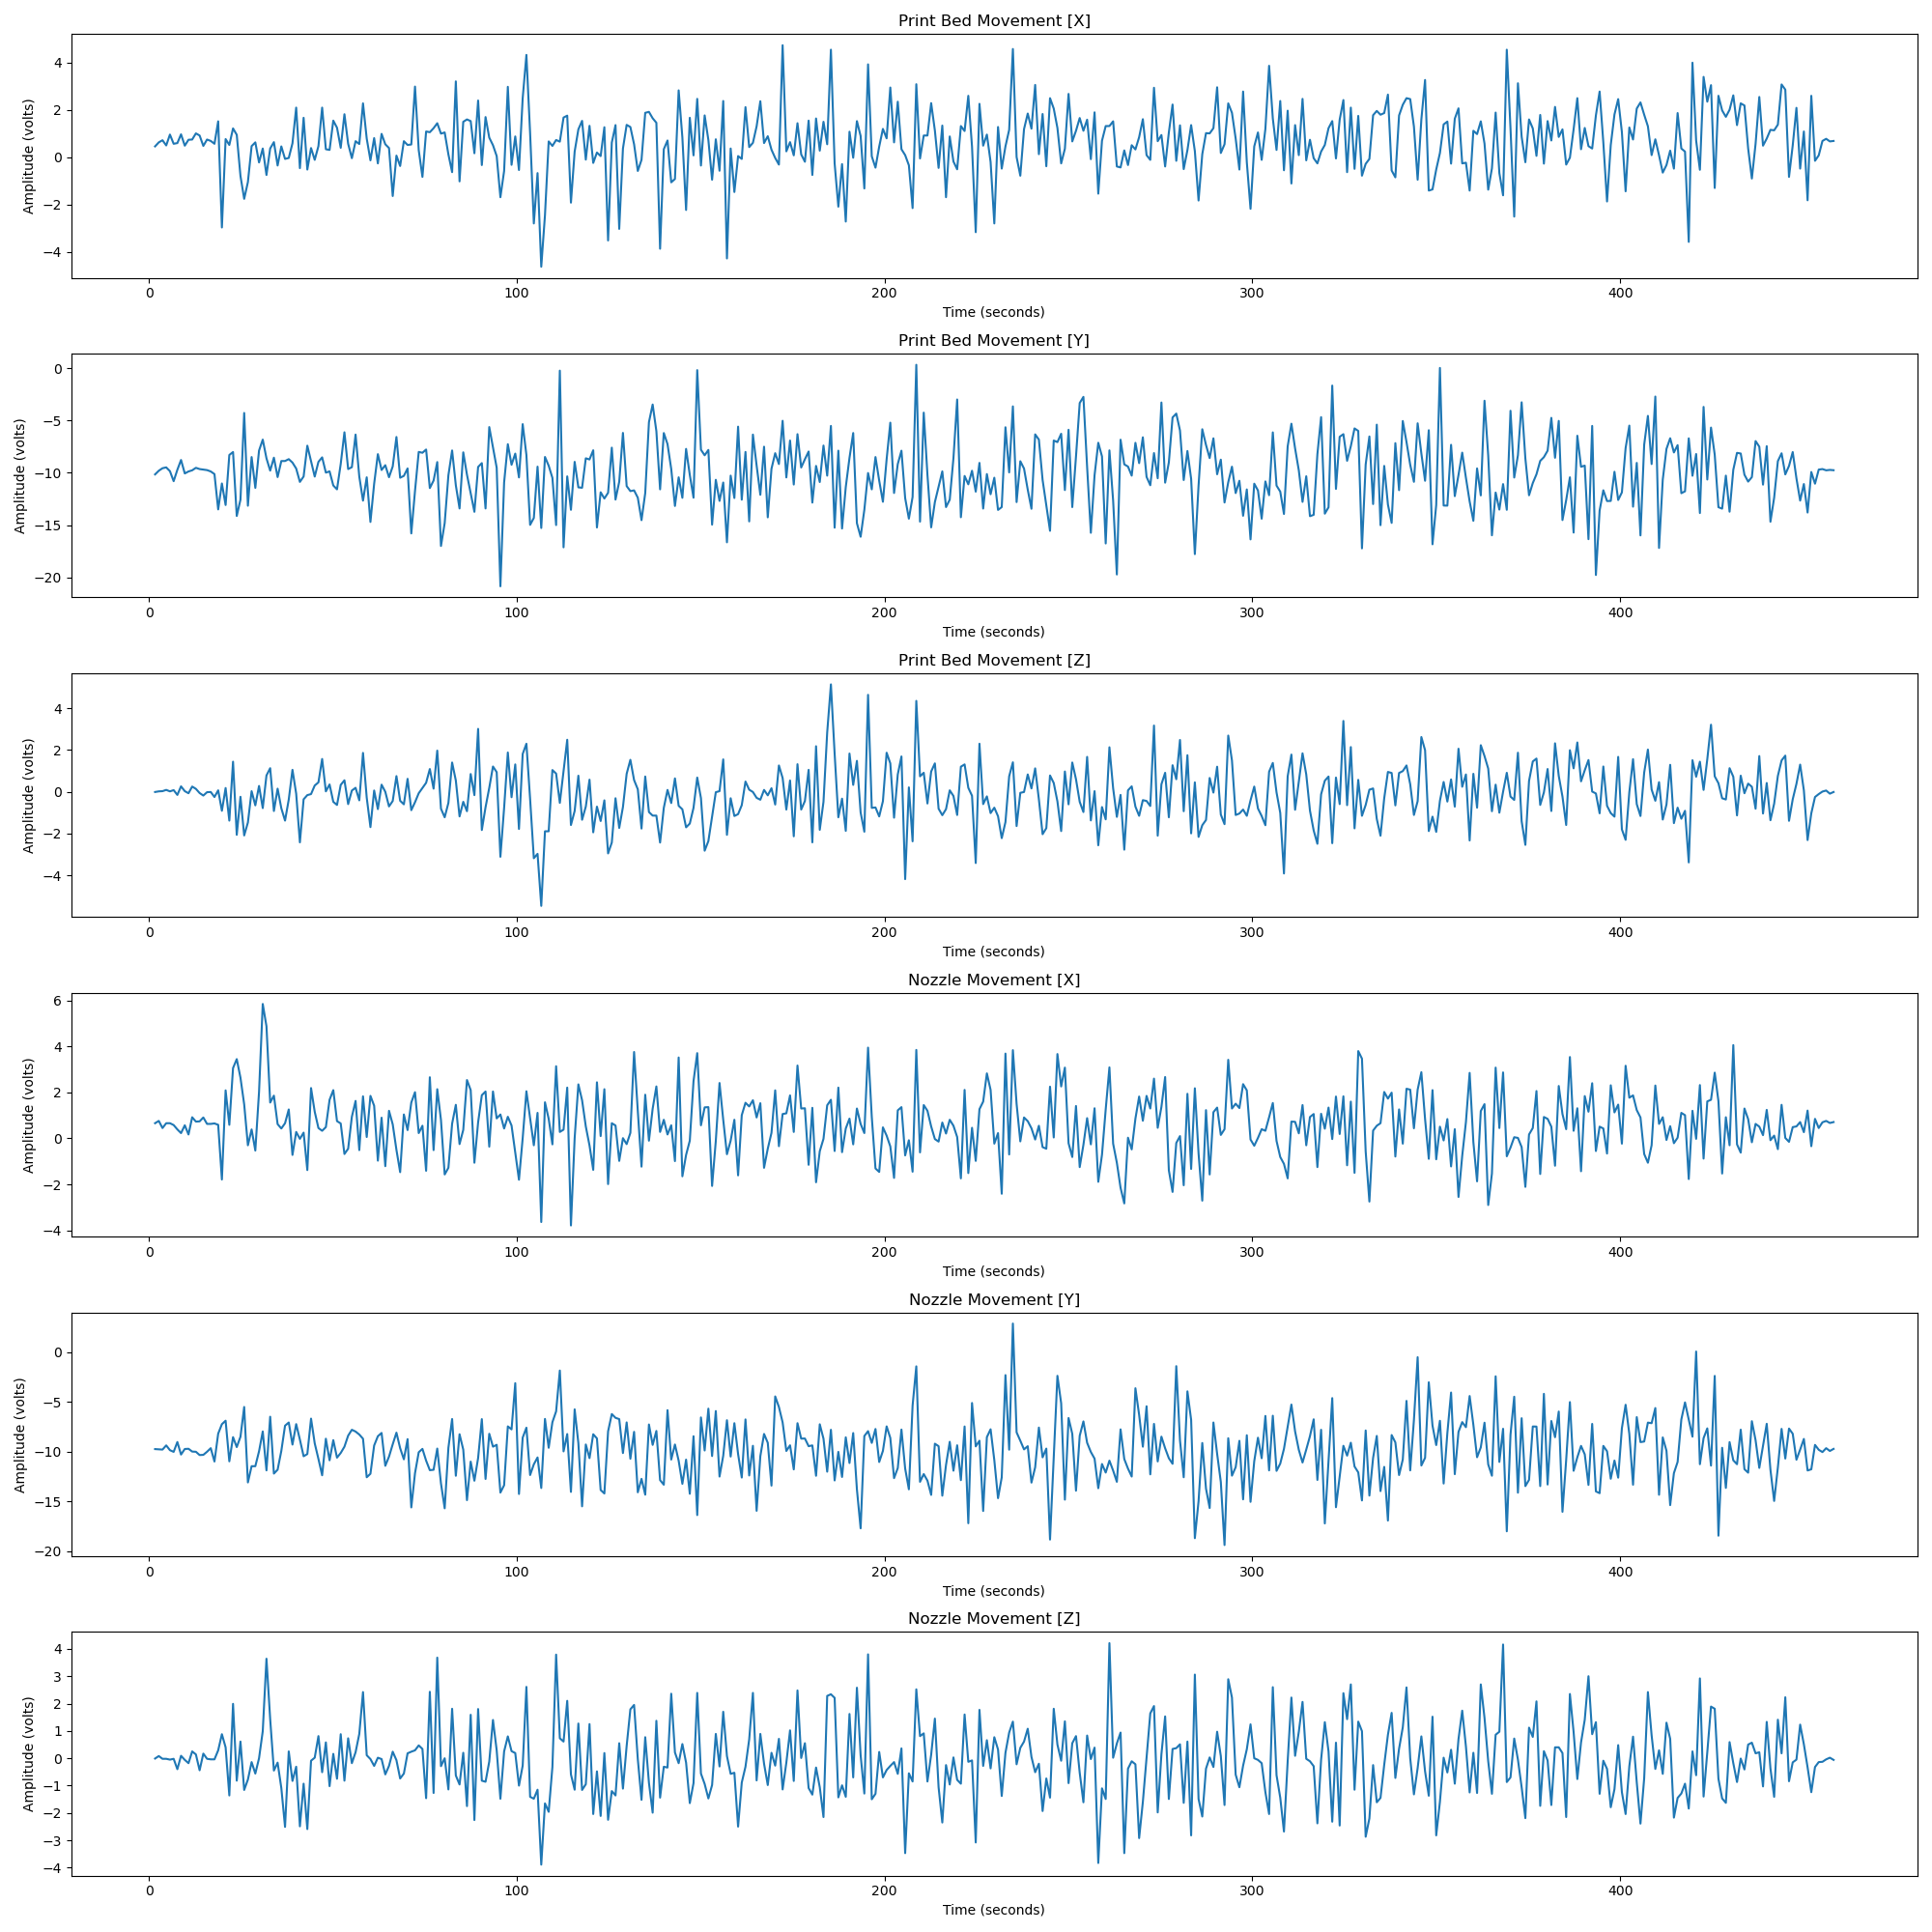 Print Bed Movement [X]
Amplitude (volts)
4
2
0
−2
−4
0 100 200 300 400
Time (seconds)
Print Bed Movement [Y]
Amplitude (volts)
0
−5
−10
−15
−20
0 100 200 300 400
Time (seconds)
Print Bed Movement [Z]
Amplitude (volts)
4
2
0
−2
−4
0 100 200 300 400
Time (seconds)
Nozzle Movement [X]
Amplitude (volts)
6
4
2
0
−2
−4
0 100 200 300 400
Time (seconds)
Nozzle Movement [Y]
Amplitude (volts)
0
−5
−10
−15
−20
0 100 200 300 400
Time (seconds)
Nozzle Movement [Z]
Amplitude (volts)
4
3
2
1
0
−1
−2
−3
−4
0 100 200 300 400
Time (seconds)